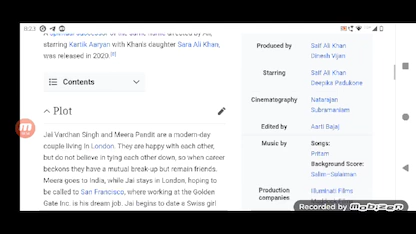 8:23
A spiritual successor of the same name directed by Ali,
starring Kartik Aaryan with Khan's daughter Sara Ali Khan,
was released in 2020.
Contents
Plot
Jai Vardhan Singh and Meera Pandit are a modern-day
couple living in London. They are happy with each other,
but do not believe in tying each other down, so when career
beckons they have a mutual break-up but remain friends.
Meera goes to India, while Jai stays in London, hoping to
be called to San Francisco, where working at the Golden
Gate Inc. is his dream job. Jai begins to date a Swiss girl
Produced by Saif Ali Khan
Dinesh Vijan
Starring Saif Ali Khan
Deepika Padukone
Cinematography Natarajan
Subramaniam
Edited by Aarti Bajaj
Music by Songs:
Pritam
Background Score:
Salim–Sulaiman
Production Illuminati Films
companies
Recorded by Mobizen